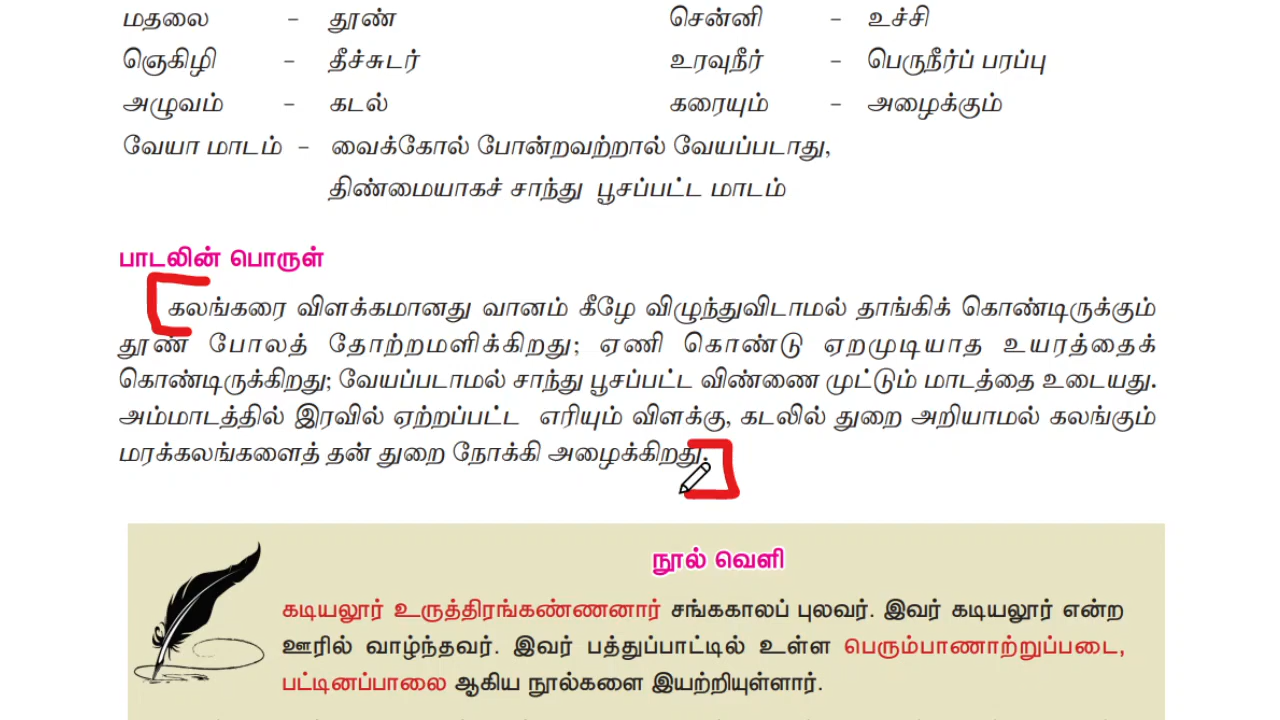 மதலை - தூண் சென்னி - உச்சி
ஞெகிழி - தீச்சுடர் உரவுநீர் - பெருநீர்ப் பரப்பு
அழுவம் - கடல் கரையும் - அழைக்கும்
வேயா மாடம் - வைக்கோல் போன்றவற்றால் வேயப்படாது,
திண்மையாகச் சாந்து பூசப்பட்ட மாடம்
பாடலின் பொருள்
கலங்கரை விளக்கமானது வானம் கீழே விழுந்துவிடாமல் தாங்கிக் கொண்டிருக்கும்
தூண் போலத் தோற்றமளிக்கிறது; ஏணி கொண்டு ஏறமுடியாத உயரத்தைக்
கொண்டிருக்கிறது; வேயப்படாமல் சாந்து பூசப்பட்ட விண்ணை முட்டும் மாடத்தை உடையது.
அம்மாடத்தில் இரவில் ஏற்றப்பட்ட எரியும் விளக்கு, கடலில் துறை அறியாமல் கலங்கும்
மரக்கலங்களைத் தன் துறை நோக்கி அழைக்கிறது.
நூல் வெளி
கடியலூர் உருத்திரங்கண்ணனார் சங்ககாலப் புலவர். இவர் கடியலூர் என்ற
ஊரில் வாழ்ந்தவர். இவர் பத்துப்பாட்டில் உள்ள பெரும்பாணாற்றுப்படை,
பட்டினப்பாலை ஆகிய நூல்களை இயற்றியுள்ளார்.